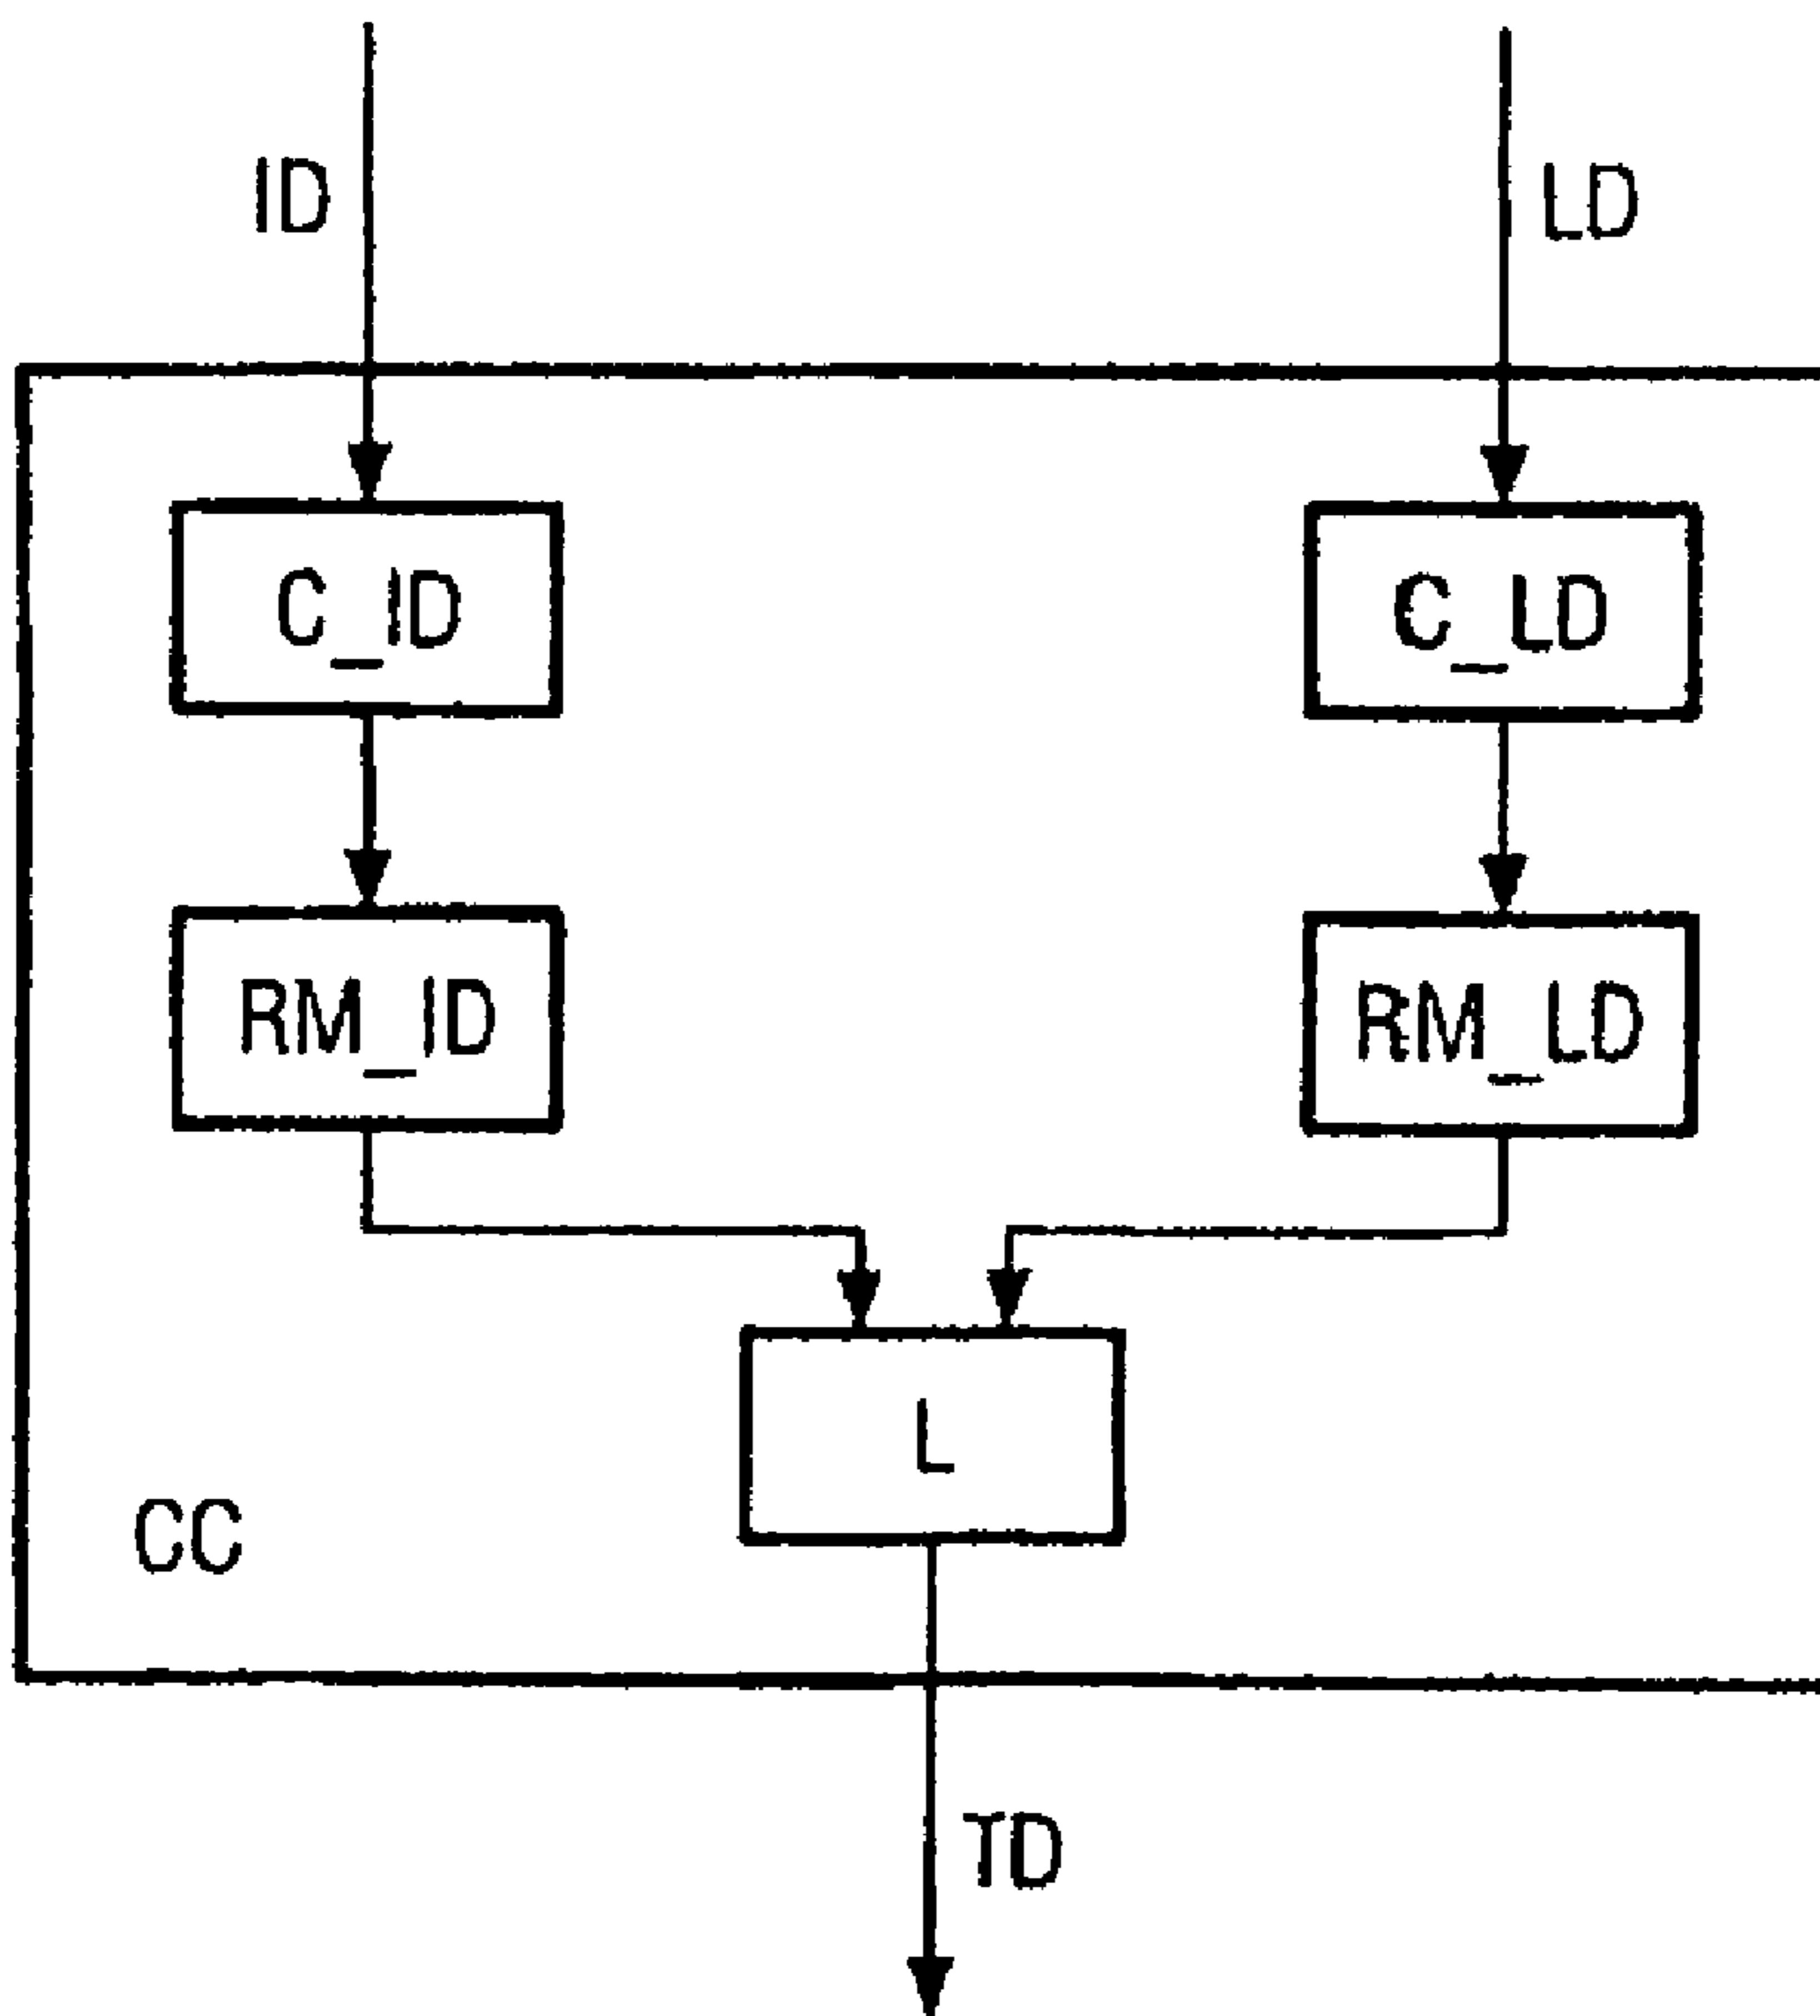 ID
LD
C_ID
C_LD
RM_ID
RM_LD
L
CC
TD